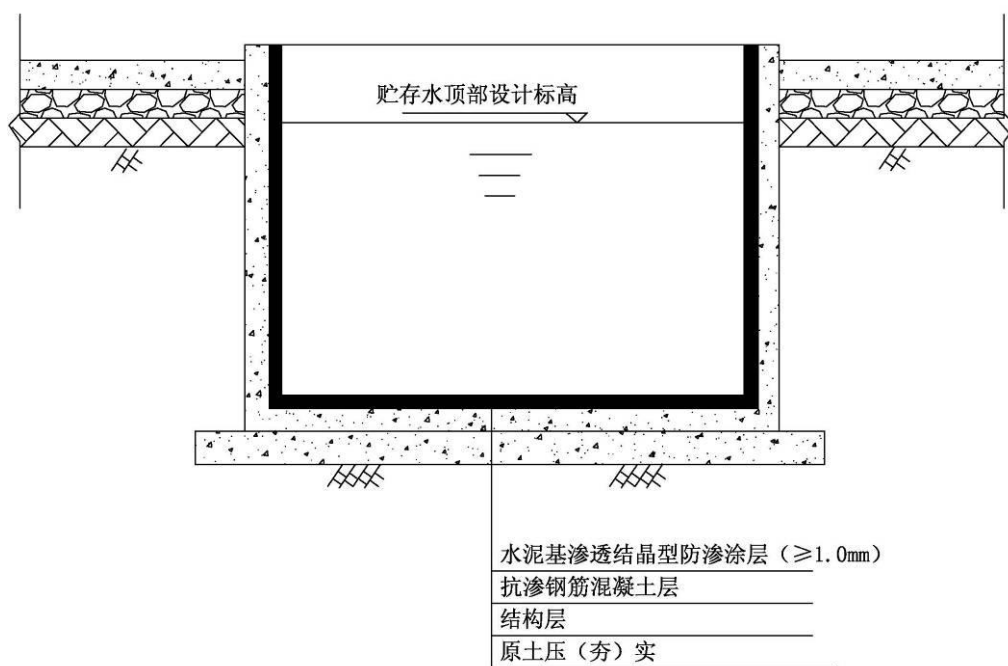 贮存水顶部设计标高
水泥基渗透结晶型防渗涂层（≥1.0mm）
抗渗钢筋混凝土层
结构层
原土压（夯）实